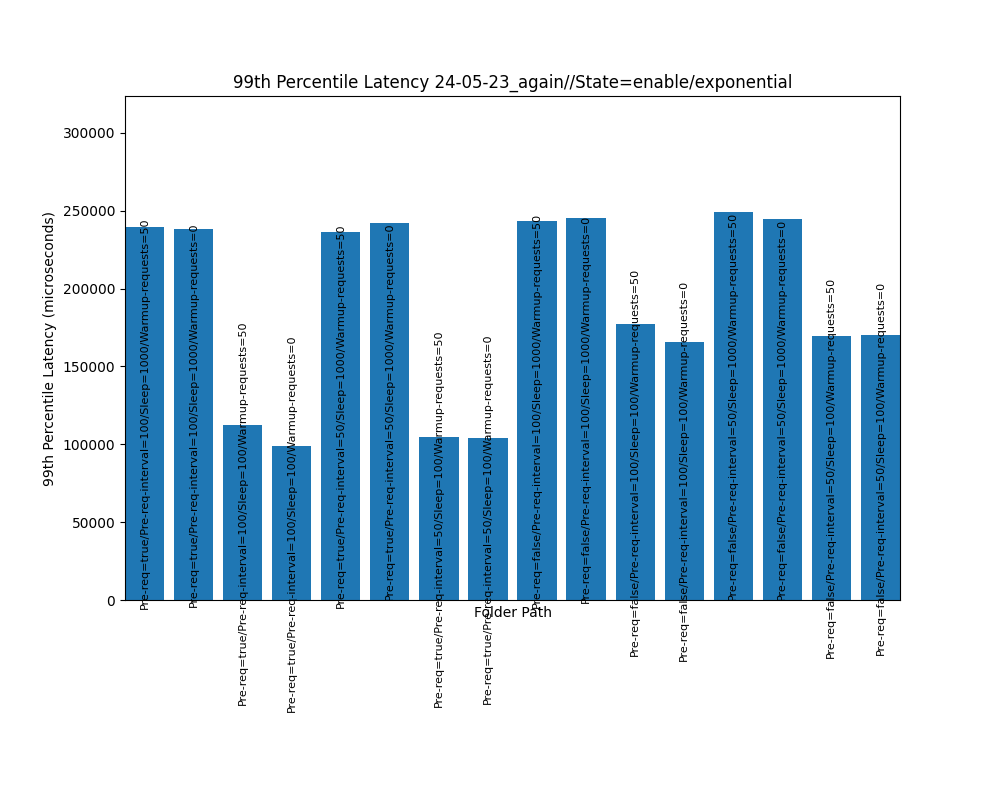 99th Percentile Latency 24-05-23_again//State=enable/exponential
99th Percentile Latency (microseconds)
300000
250000
200000
150000
100000
50000
0
Pre-req=true/Pre-req-interval=100/Sleep=1000/Warmup-requests=50
Pre-req=true/Pre-req-interval=100/Sleep=1000/Warmup-requests=0
Pre-req=true/Pre-req-interval=100/Sleep=100/Warmup-requests=50
Pre-req=true/Pre-req-interval=100/Sleep=100/Warmup-requests=0
Pre-req=true/Pre-req-interval=50/Sleep=1000/Warmup-requests=50
Pre-req=true/Pre-req-interval=50/Sleep=1000/Warmup-requests=0
Pre-req=true/Pre-req-interval=50/Sleep=100/Warmup-requests=50
Pre-req=true/Pre-req-interval=50/Sleep=100/Warmup-requests=0
Pre-req=false/Pre-req-interval=100/Sleep=1000/Warmup-requests=50
Pre-req=false/Pre-req-interval=100/Sleep=1000/Warmup-requests=0
Pre-req=false/Pre-req-interval=100/Sleep=100/Warmup-requests=50
Pre-req=false/Pre-req-interval=100/Sleep=100/Warmup-requests=0
Pre-req=false/Pre-req-interval=50/Sleep=1000/Warmup-requests=50
Pre-req=false/Pre-req-interval=50/Sleep=1000/Warmup-requests=0
Pre-req=false/Pre-req-interval=50/Sleep=100/Warmup-requests=50
Pre-req=false/Pre-req-interval=50/Sleep=100/Warmup-requests=0
Folder Path